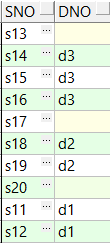 SNO DNO
s13 ...
s14 ... d3
s15 ... d3
s16 ... d3
s17 ...
s18 ... d2
s19 ... d2
s20 ...
s11 ... d1
s12 ... d1